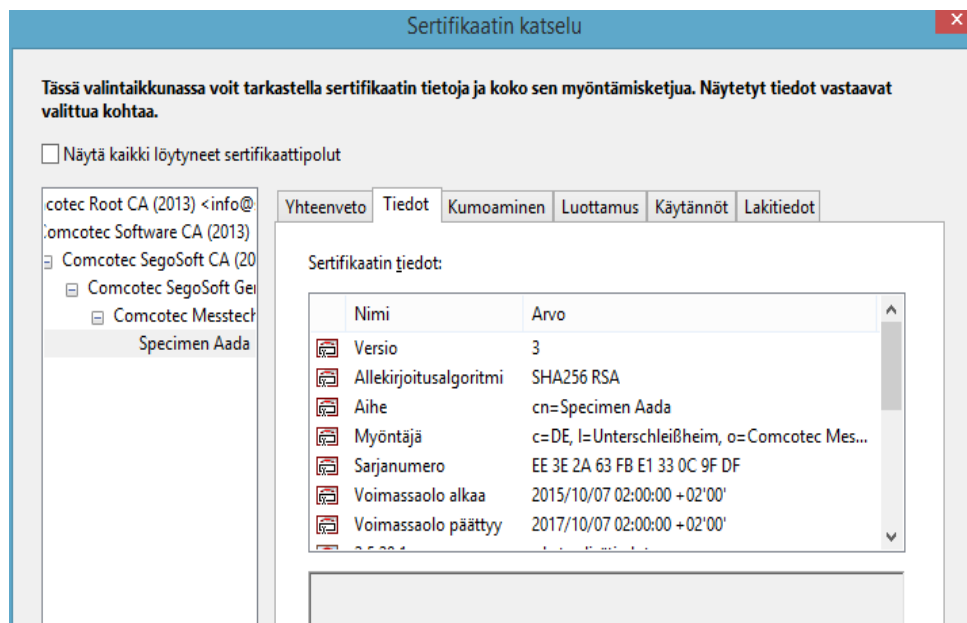 Sertifikaatin katselu
Tässä valintaikkunassa voit tarkastella sertifikaatin tietoja ja koko sen myöntämisketjua. Näytetyt tiedot vastaavat
valittua kohtaa.
Näytä kaikki löytyneet sertifikaattipolut
cotec Root CA (2013) <info@
omcotec Software CA (2013)
Comcotec SegoSoft CA (20
Comcotec SegoSoft Ge
Comcotec Messtech
Specimen Aada
Yhteenveto Tiedot Kumoaminen Luottamus Käytännöt Lakitiedot
Sertifikaatin tiedot:
Nimi Arvo
Versio 3
Allekirjoitusalgoritmi SHA256 RSA
Aihe cn=Specimen Aada
Myöntäjä c=DE, l=Unterschleißheim, o=Comcotec Mes...
Sarjanumero EE 3E 2A 63 FB E1 33 0C 9F DF
Voimassaolo alkaa 2015/10/07 02:00:00 +02'00'
Voimassaolo päättyy 2017/10/07 02:00:00 +02'00'